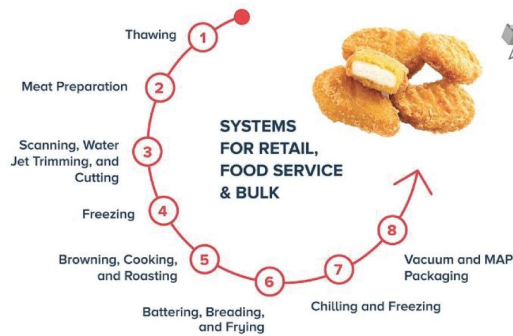 Thawing
1
Meat Preparation
2
Scanning, Water
Jet Trimming, and
Cutting
3
SYSTEMS
FOR RETAIL,
FOOD SERVICE
& BULK
Freezing
4
Browning, Cooking,
and Roasting
5
Battering, Breading,
and Frying
6
Chilling and Freezing
7
Vacuum and MAP
Packaging
8